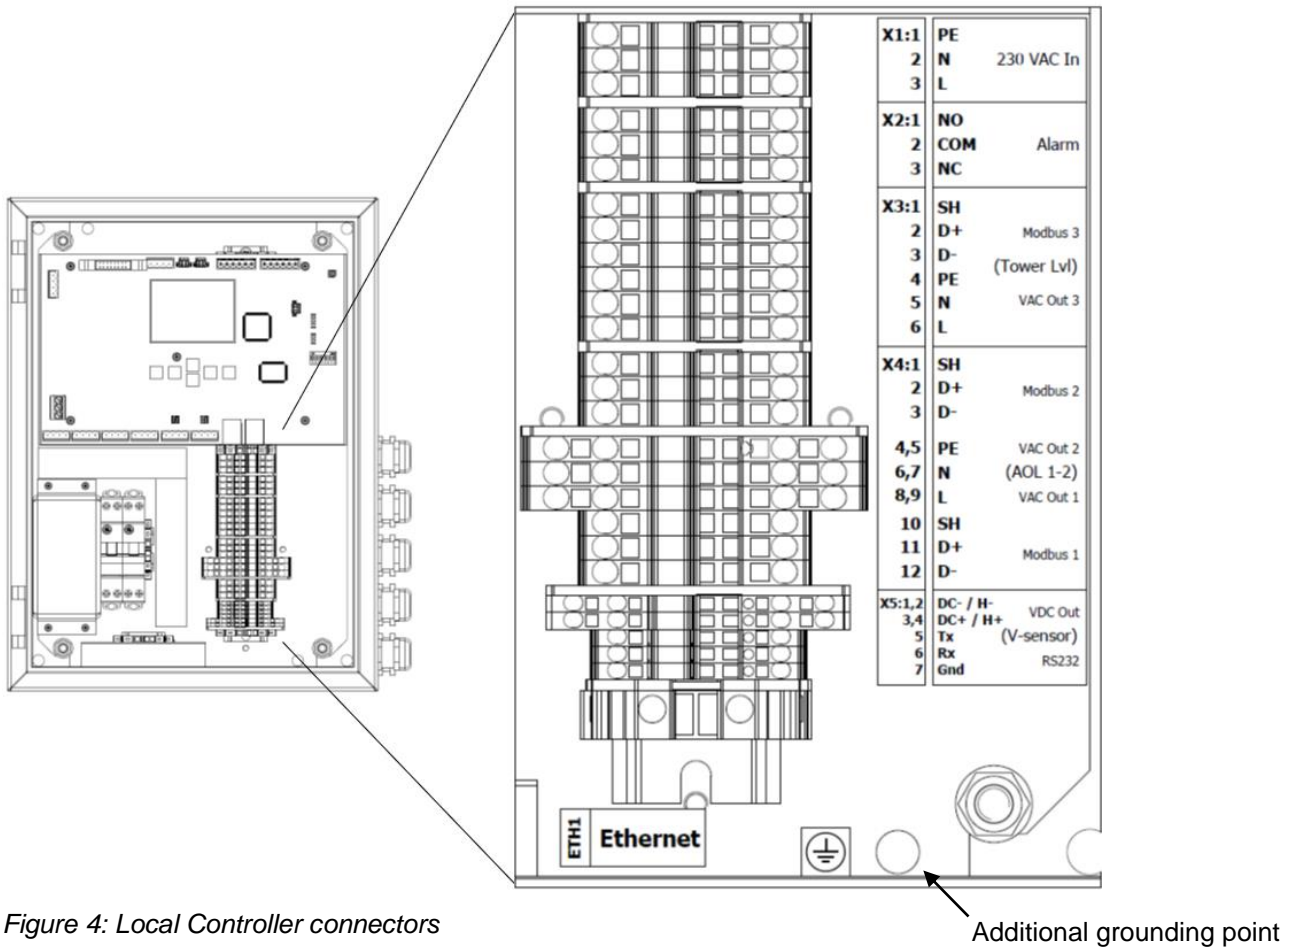 X1:1 PE
2 N 230 VAC In
3 L
X2:1 NO
2 COM Alarm
3 NC
X3:1 SH
2 D+ Modbus 3
3 D-
(Tower Lvl)
4 PE
5 N VAC Out 3
6 L
X4:1 SH
2 D+ Modbus 2
3 D-
4,5 PE VAC Out 2
6,7 N (AOL 1-2)
8,9 L VAC Out 1
10 SH
11 D+ Modbus 1
12 D-
X5:1,2 DC- / H- VDC Out
3,4 DC+ / H+
5 Tx (V-sensor)
6 Rx RS232
7 Gnd
ETH1 Ethernet
Figure 4: Local Controller connectors
Additional grounding point